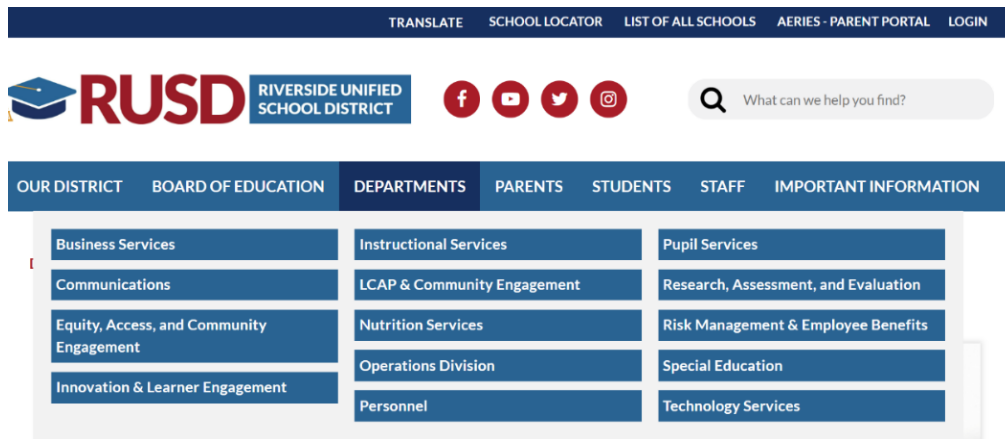 TRANSLATE SCHOOL LOCATOR LIST OF ALL SCHOOLS AERIES - PARENT PORTAL LOGIN
RUSD
RIVERSIDE UNIFIED
SCHOOL DISTRICT
What can we help you find?
OUR DISTRICT BOARD OF EDUCATION DEPARTMENTS PARENTS STUDENTS STAFF IMPORTANT INFORMATION
Business Services
Communications
Equity, Access, and Community
Engagement
Innovation & Learner Engagement
Instructional Services
LCAP & Community Engagement
Nutrition Services
Operations Division
Personnel
Pupil Services
Research, Assessment, and Evaluation
Risk Management & Employee Benefits
Special Education
Technology Services